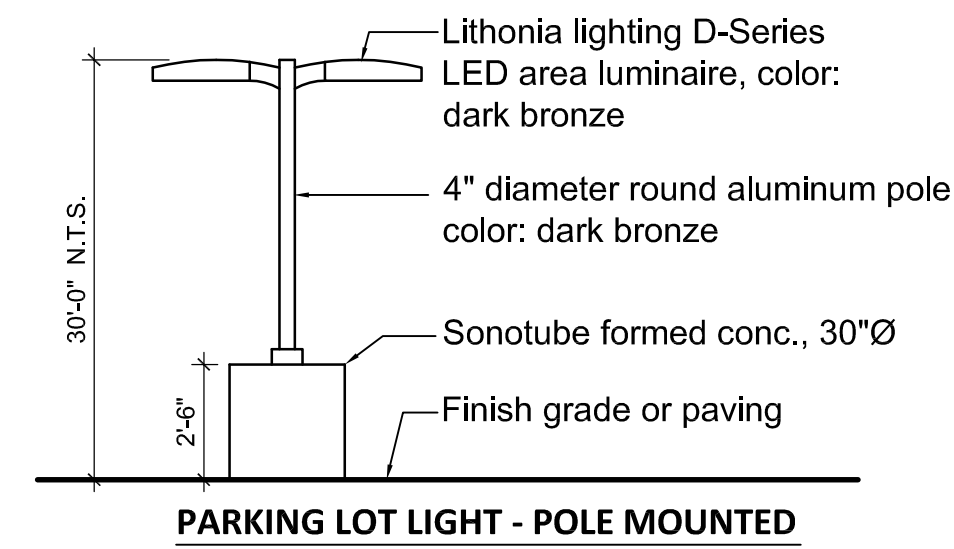 Lithonia lighting D-Series
LED area luminaire, color:
dark bronze
4" diameter round aluminum pole
color: dark bronze
30'-0" N.T.S.
Sonotube formed conc., 30"Ø
2'-6"
Finish grade or paving
PARKING LOT LIGHT - POLE MOUNTED